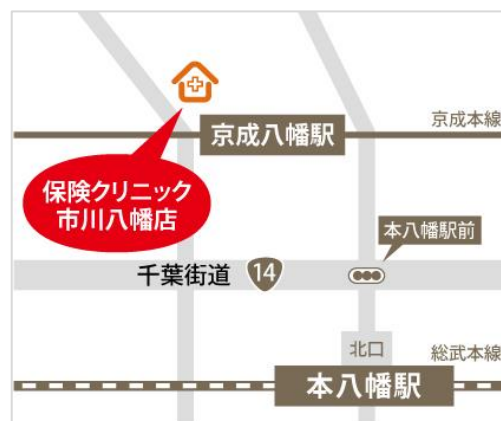 京成本線
京成八幡駅
保険クリニック
市川八幡店
本八幡駅前
千葉街道 14
北口
総武本線
本八幡駅